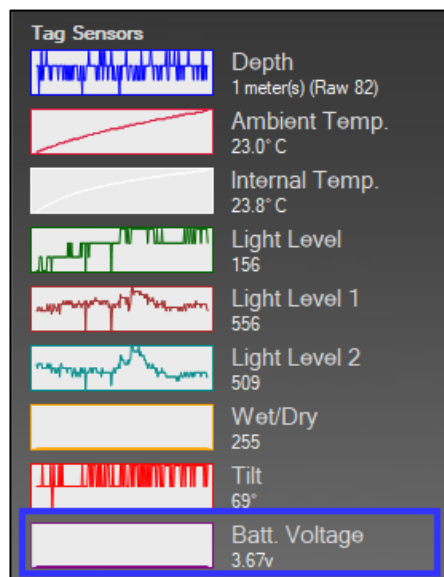 Tag Sensors
Depth
1 meter(s) (Raw 82)
Ambient Temp.
23.0° C
Internal Temp.
23.8° C
Light Level
156
Light Level 1
556
Light Level 2
509
Wet/Dry
255
Tilt
69°
Batt. Voltage
3.67v